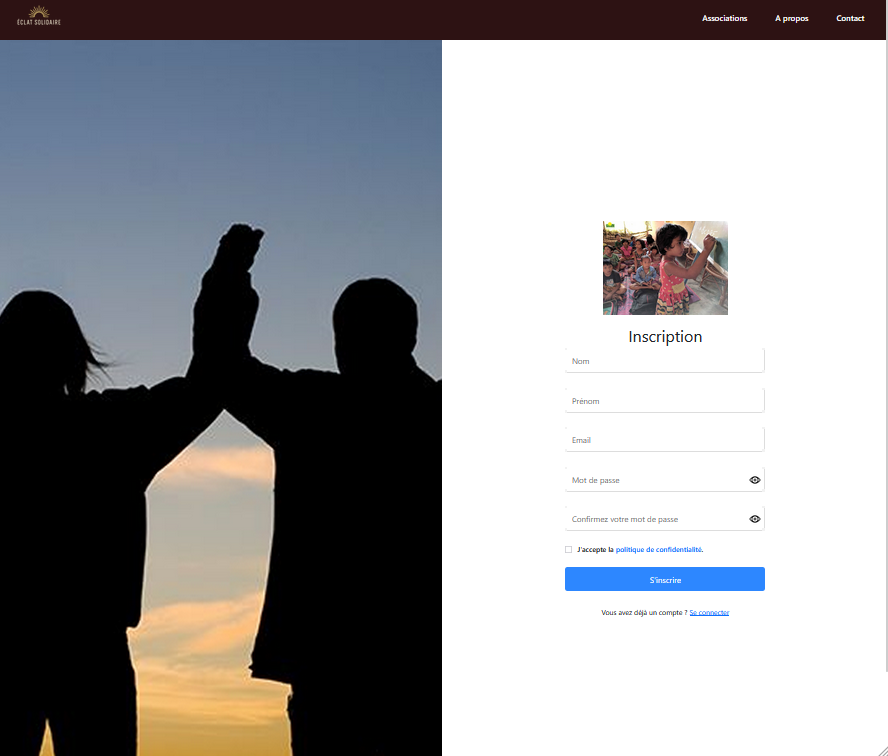 ÉCLAT SOLIDAIRE
Associations A propos Contact
Inscription
Nom
Prénom
Email
Mot de passe
Confirmez votre mot de passe
J'accepte la politique de confidentialité.
S'inscrire
Vous avez déjà un compte ? Se connecter